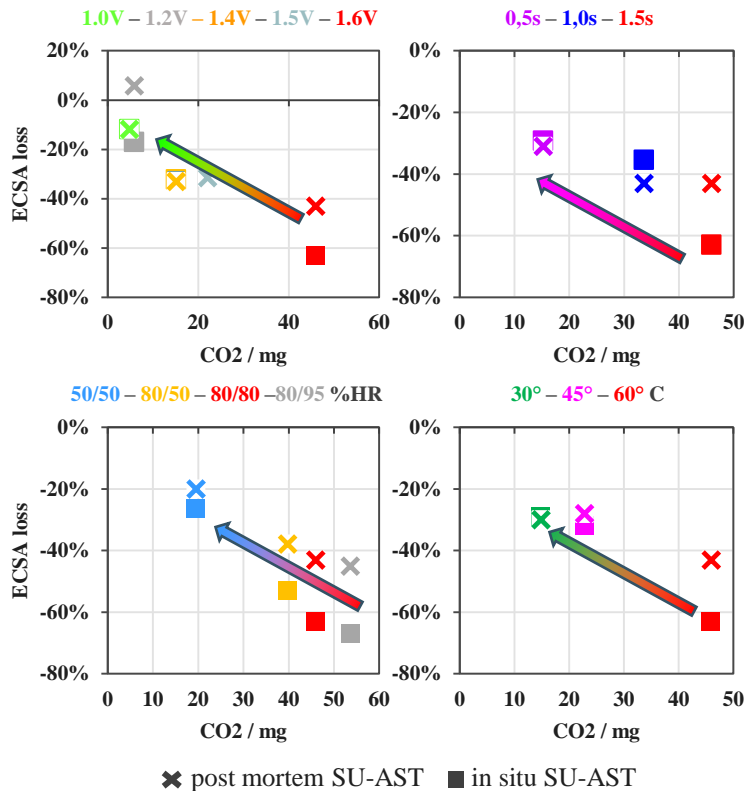 1.0V – 1.2V – 1.4V – 1.5V – 1.6V
20%
0%
-20%
-40%
-60%
-80%
ECSA loss
0 20 40 60
CO2 / mg
0,5s – 1,0s – 1.5s
0%
-20%
-40%
-60%
-80%
0 10 20 30 40 50
CO2 / mg
50/50 – 80/50 – 80/80 –80/95 %HR
0%
-20%
-40%
-60%
-80%
ECSA loss
0 10 20 30 40 50 60
CO2 / mg
30° – 45° – 60° C
0%
-20%
-40%
-60%
-80%
0 10 20 30 40 50
CO2 / mg
post mortem SU-AST in situ SU-AST